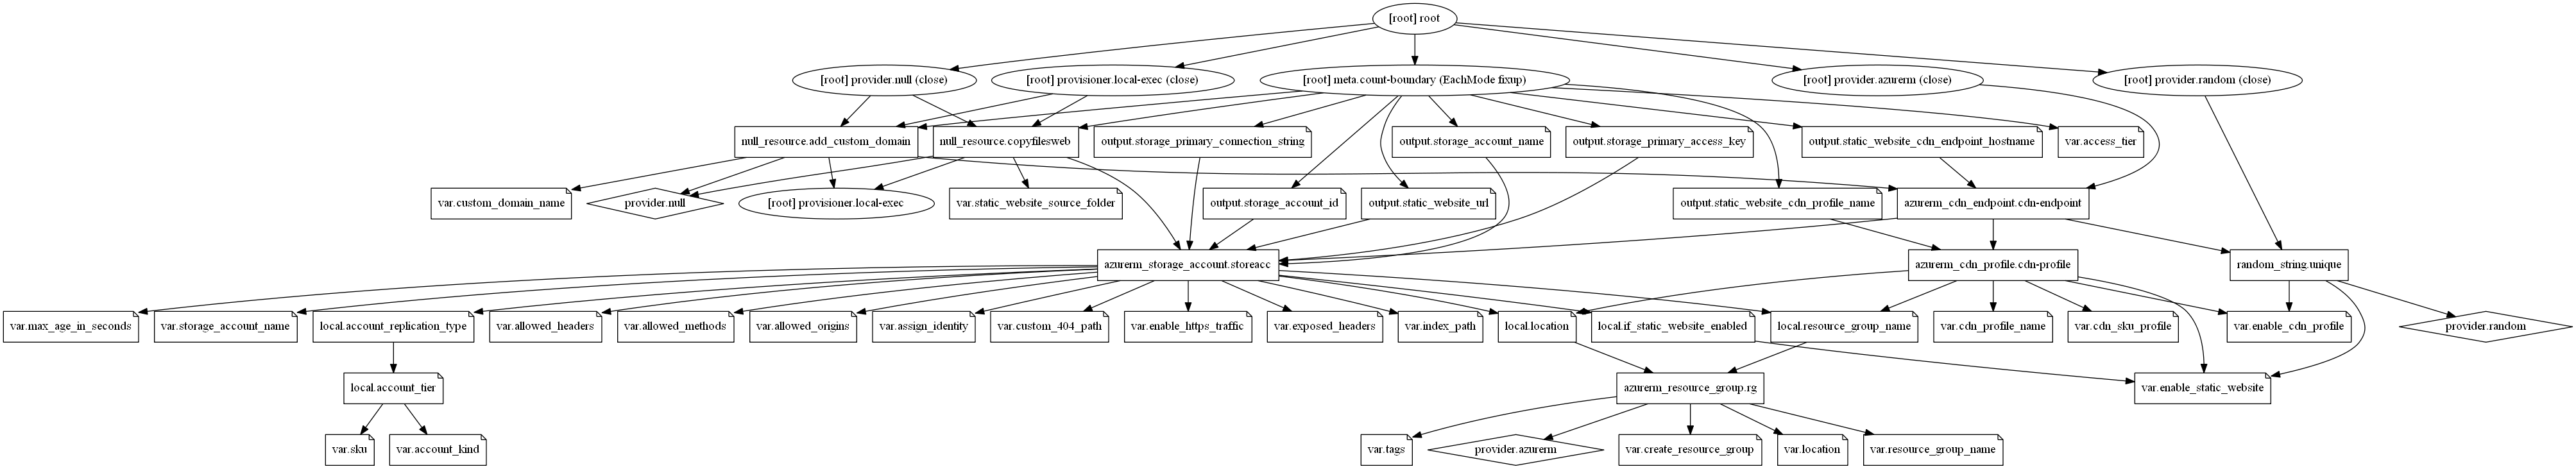 [root] root
[root] provider.null (close)
[root] provisioner.local-exec (close)
[root] meta.count-boundary (EachMode fixup)
[root] provider.azurerm (close)
[root] provider.random (close)
null_resource.add_custom_domain
null_resource.copyfilesweb
output.storage_primary_connection_string
output.storage_account_name
output.storage_primary_access_key
output.static_website_cdn_endpoint_hostname
var.access_tier
var.custom_domain_name
provider.null
[root] provisioner.local-exec
var.static_website_source_folder
output.storage_account_id
output.static_website_url
output.static_website_cdn_profile_name
azurerm_cdn_endpoint.cdn-endpoint
azurerm_storage_account.storeacc
azurerm_cdn_profile.cdn-profile
random_string.unique
var.max_age_in_seconds
var.storage_account_name
local.account_replication_type
var.allowed_headers
var.allowed_methods
var.allowed_origins
var.assign_identity
var.custom_404_path
var.enable_https_traffic
var.exposed_headers
var.index_path
local.location
local.if_static_website_enabled
local.resource_group_name
var.cdn_profile_name
var.cdn_sku_profile
var.enable_cdn_profile
provider.random
local.account_tier
azurerm_resource_group.rg
var.enable_static_website
var.sku
var.account_kind
var.tags
provider.azurerm
var.create_resource_group
var.location
var.resource_group_name